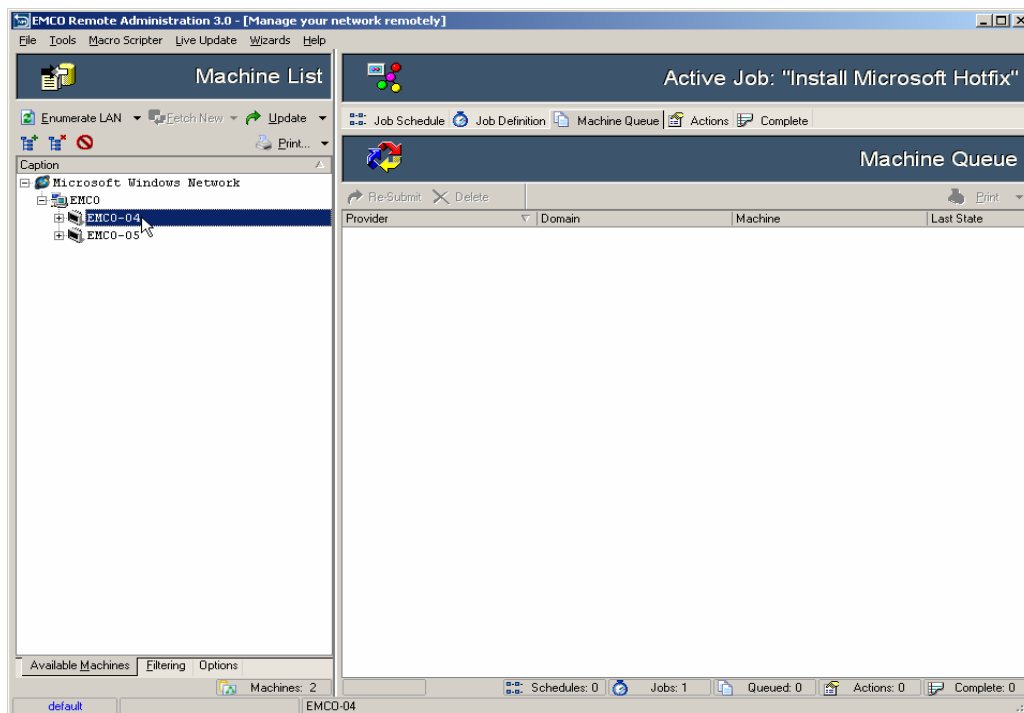 EMCO Remote Administration 3.0 - [Manage your network remotely]
File Tools Macro Scripter Live Update Wizards Help
Machine List
Enumerate LAN Fetch New Update
Print...
Caption
Microsoft Windows Network
EMCO
EMCO-04
EMCO-05
Available Machines Filtering Options
Machines: 2
Active Job: "Install Microsoft Hotfix"
Job Schedule Job Definition Machine Queue Actions Complete
Machine Queue
Re-Submit Delete Print
Provider Domain Machine Last State
Schedules: 0 Jobs: 1 Queued: 0 Actions: 0 Complete: 0
default EMCO-04